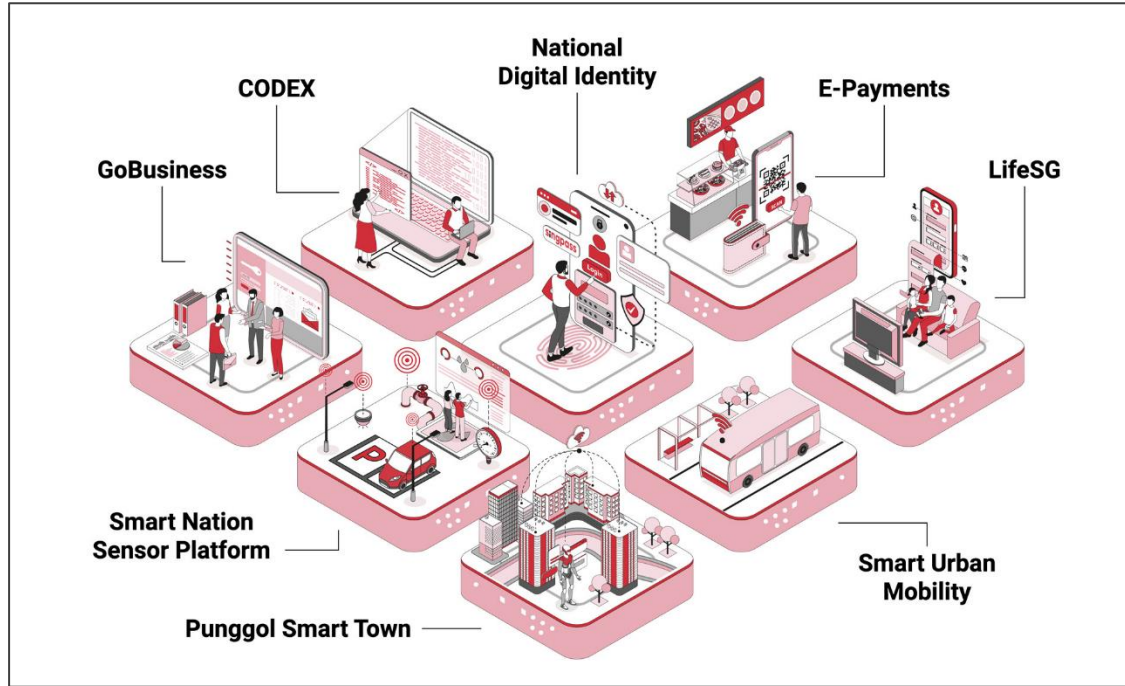 National
Digital Identity
CODEX
E-Payments
GoBusiness
LifeSG
singpass
Login
SCAN
P
Smart Nation
Sensor Platform
Smart Urban
Mobility
Punggol Smart Town